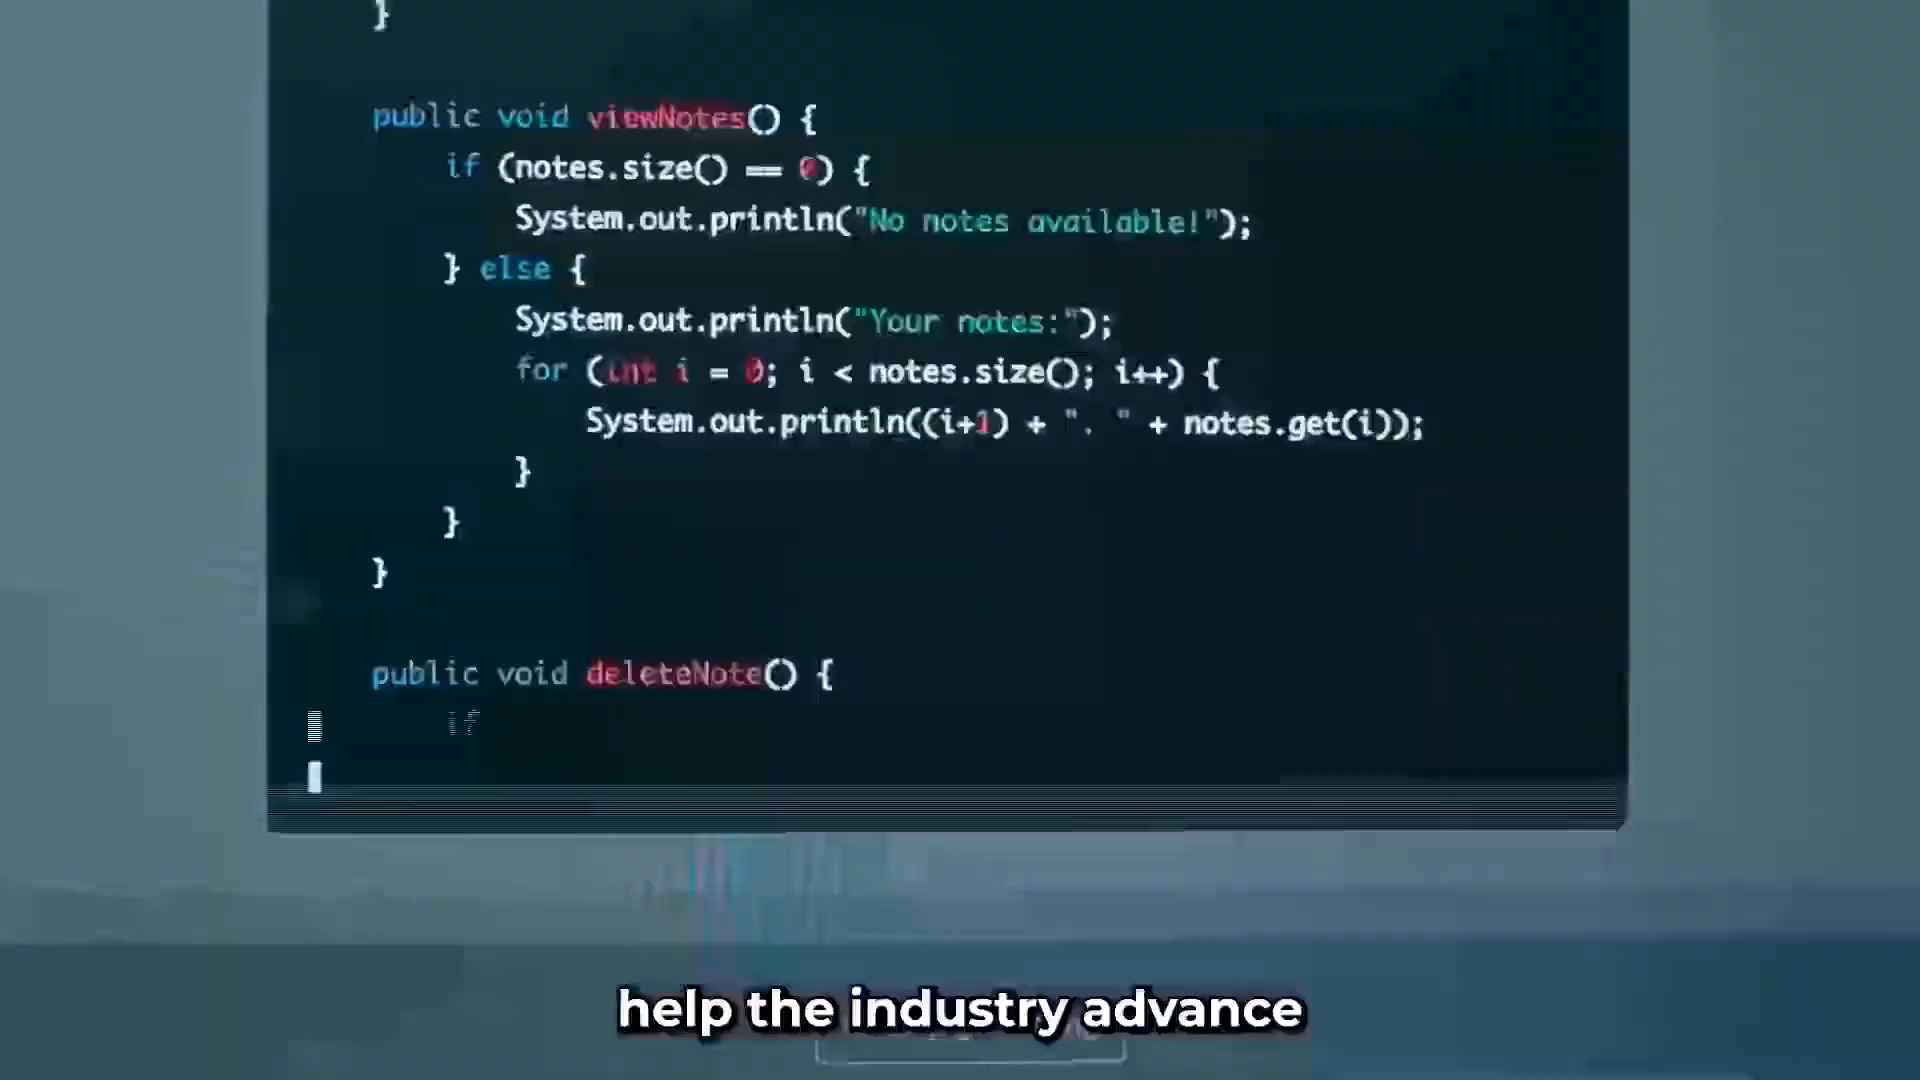 }
public void viewNotes() {
if (notes.size() == 0) {
System.out.println("No notes available!");
} else {
System.out.println("Your notes:");
for (int i = 0; i < notes.size(); i++) {
System.out.println((i+1) + ". " + notes.get(i));
}
}
}
public void deleteNote() {
if
help the industry advance